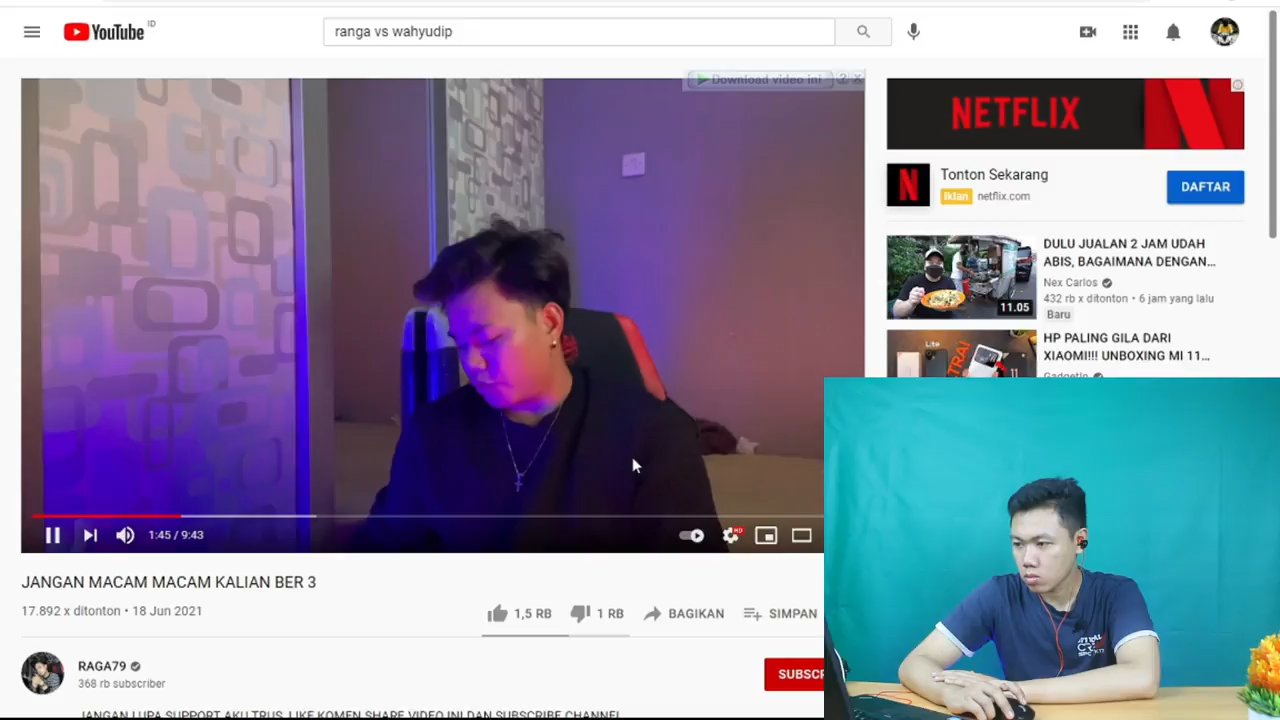 YouTube ID
ranga vs wahyudip
Download video ini ? X
NETFLIX
Tonton Sekarang
Iklan netflix.com
DAFTAR
DULU JUALAN 2 JAM UDAH
ABIS, BAGAIMANA DENGAN...
Nex Carlos
432 rb x ditonton • 6 jam yang lalu
Baru
11.05
HP PALING GILA DARI
XIAOMI!!! UNBOXING MI 11...
GadgetIn
Lite
11
1:45 / 9:43
HD
JANGAN MACAM MACAM KALIAN BER 3
17.892 x ditonton • 18 Jun 2021
1,5 RB
1 RB
BAGIKAN
SIMPAN
RAGA79
368 rb subscriber
SUBSCR
JANGAN LUPA SUPPORT AKU TRUS, LIKE KOMEN SHARE VIDEO INI DAN SUBSCRIBE CHANNEL